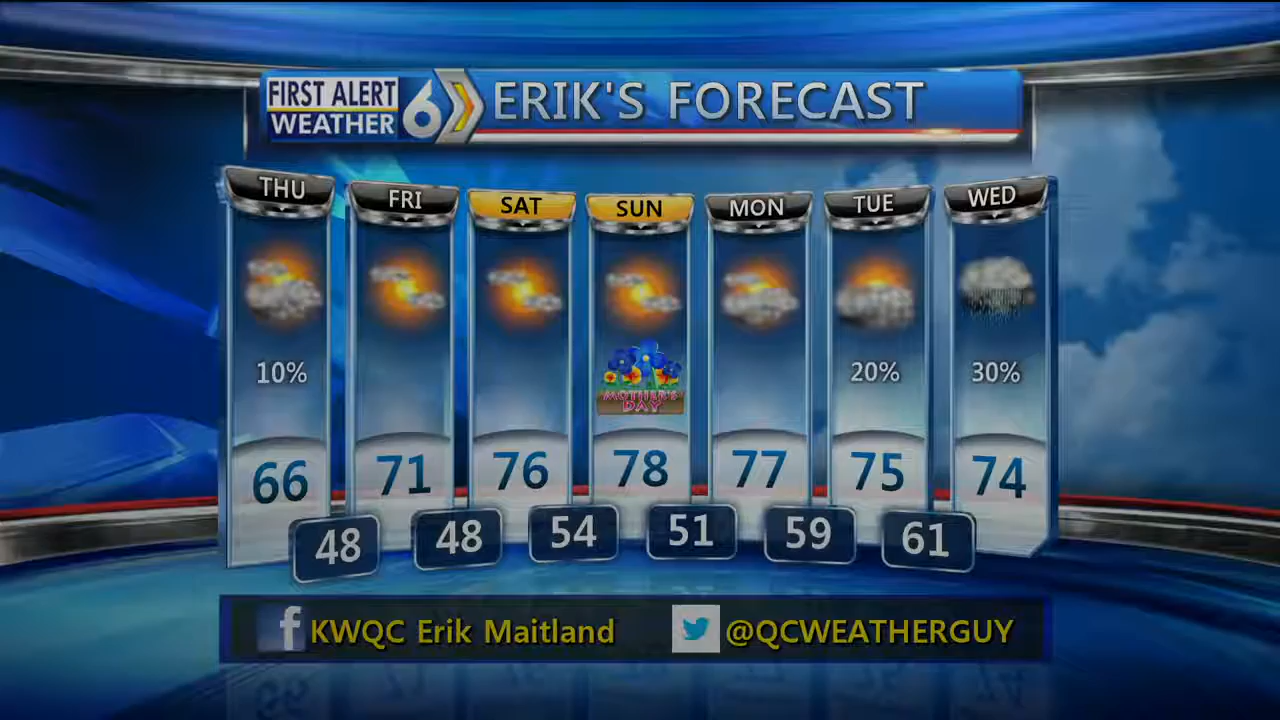 FIRST ALERT
WEATHER
6
ERIK'S FORECAST
THU FRI SAT SUN MON TUE WED
10% 20% 30%
MOTHER'S
DAY
66 71 76 78 77 75 74
48 48 54 51 59 61
f KWQC Erik Maitland @QCWEATHERGUY